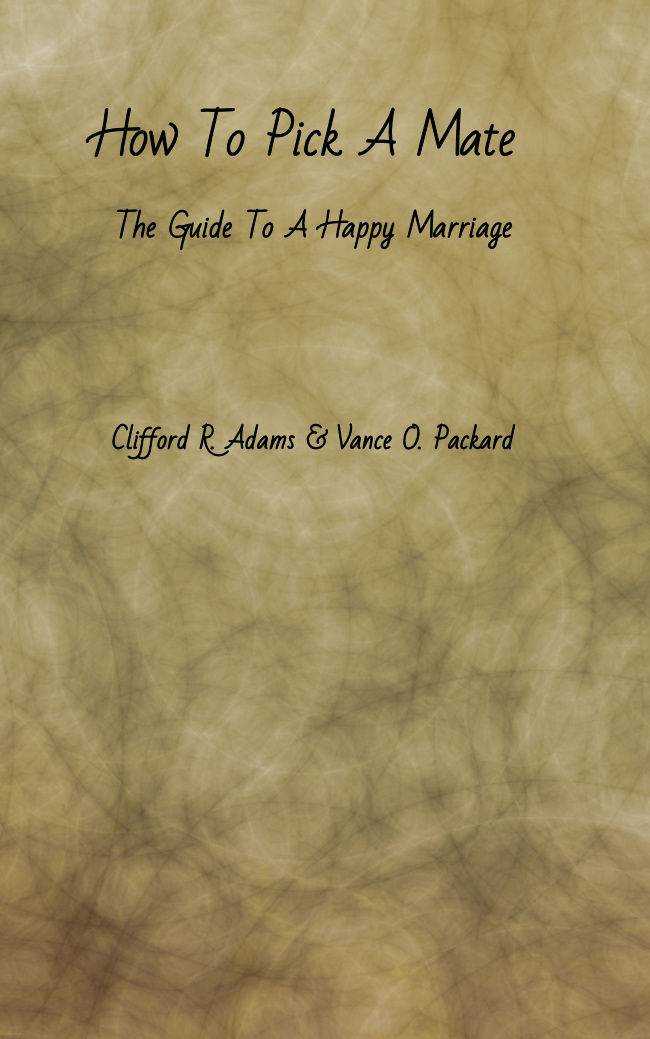 How To Pick A Mate
The Guide To A Happy Marriage
Clifford R. Adams & Vance O. Packard